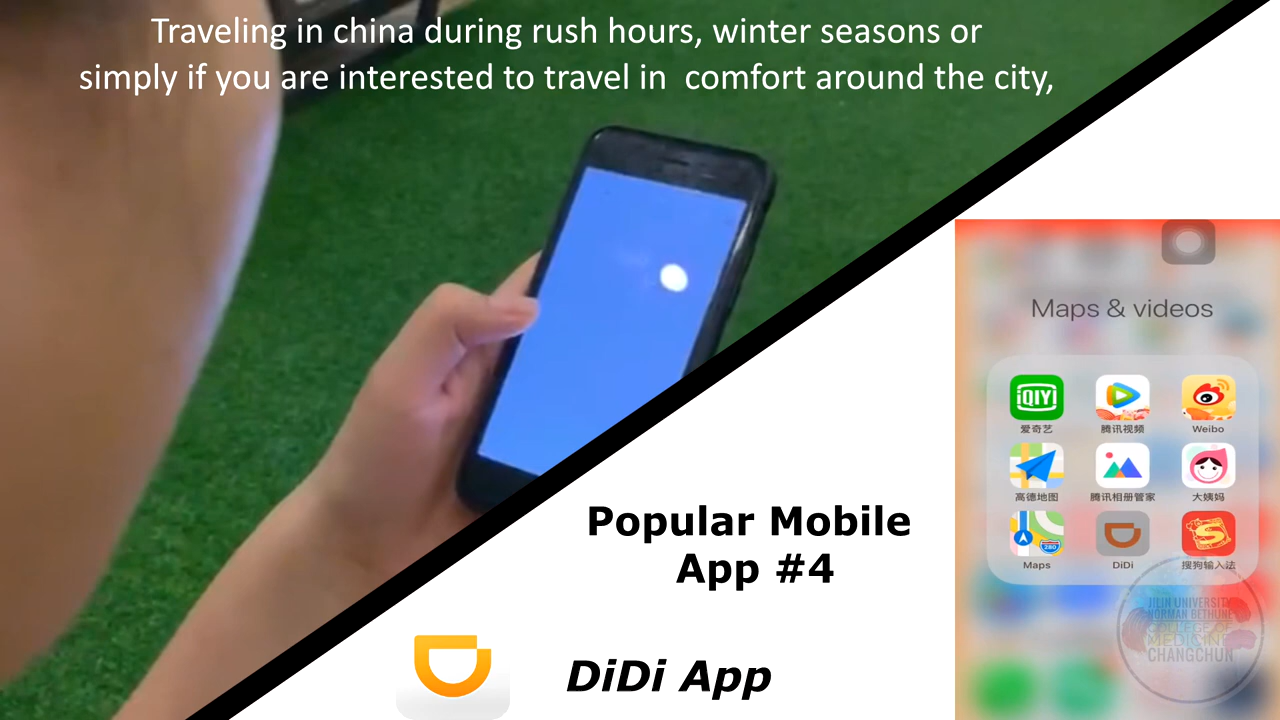 Traveling in china during rush hours, winter seasons or
simply if you are interested to travel in  comfort around the city,
Maps & videos
iQIYI
爱奇艺
腾讯视频
Weibo
高德地图
腾讯相册管家
大姨妈
280
Maps
DiDi
搜狗输入法
Popular Mobile
App #4
DiDi App
JILIN UNIVERSITY
NORMAN BETHUNE
COLLEGE OF
MEDICINE
CHANGCHUN